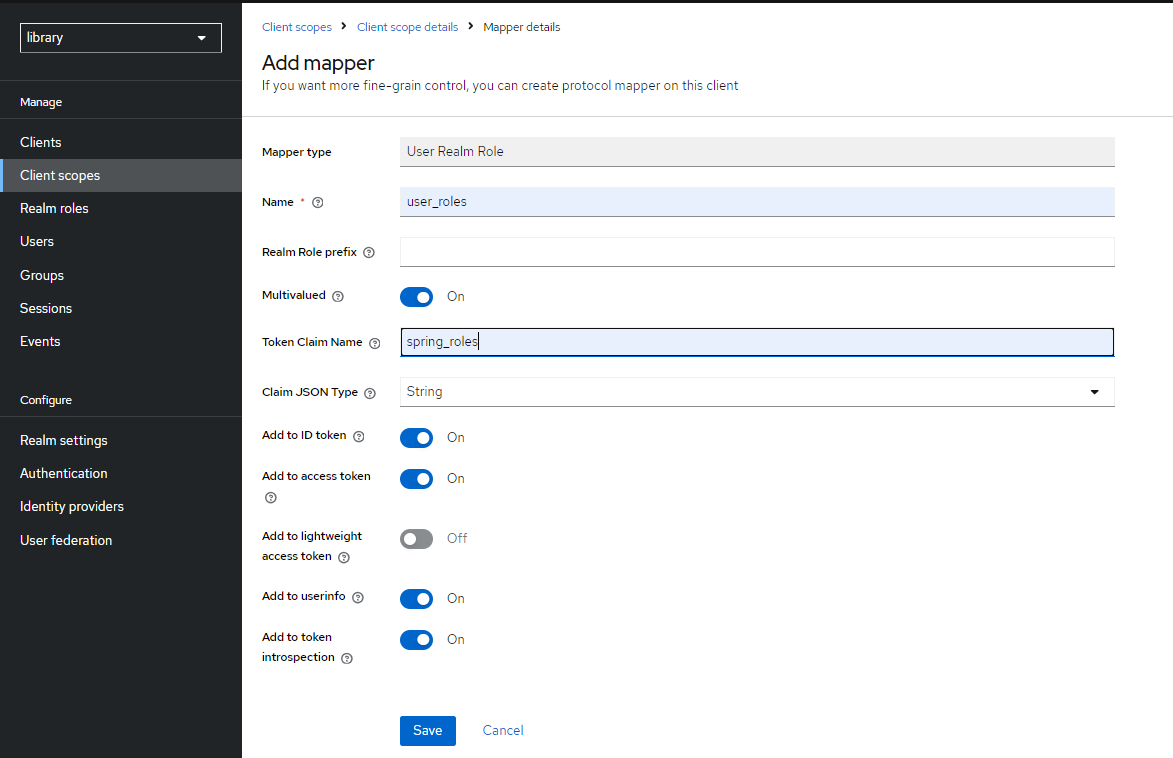 library
Manage
Clients
Client scopes
Realm roles
Users
Groups
Sessions
Events
Configure
Realm settings
Authentication
Identity providers
User federation
Client scopes > Client scope details > Mapper details
Add mapper
If you want more fine-grain control, you can create protocol mapper on this client
Mapper type User Realm Role
Name * user_roles
Realm Role prefix
Multivalued On
Token Claim Name spring_roles
Claim JSON Type String
Add to ID token On
Add to access token On
Add to lightweight
access token Off
Add to userinfo On
Add to token
introspection On
Save Cancel